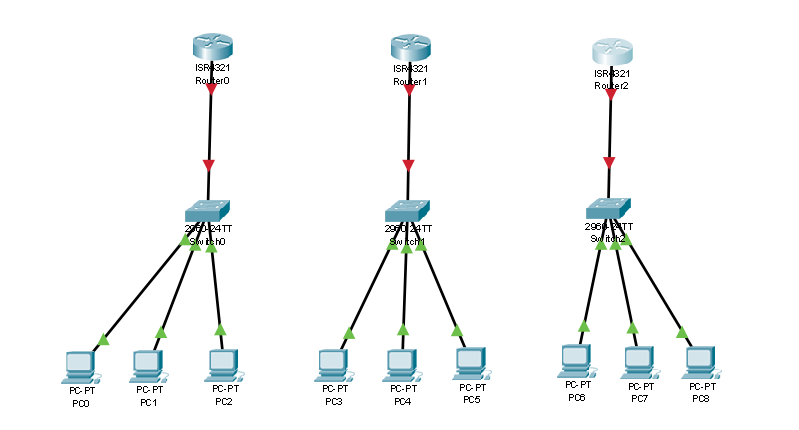 ISR4321
Router0
ISR4321
Router1
ISR4321
Router2
2960-24TT
Switch0
2960-24TT
Switch1
2960-24TT
Switch2
PC-PT
PC0
PC-PT
PC1
PC-PT
PC2
PC-PT
PC3
PC-PT
PC4
PC-PT
PC5
PC-PT
PC6
PC-PT
PC7
PC-PT
PC8